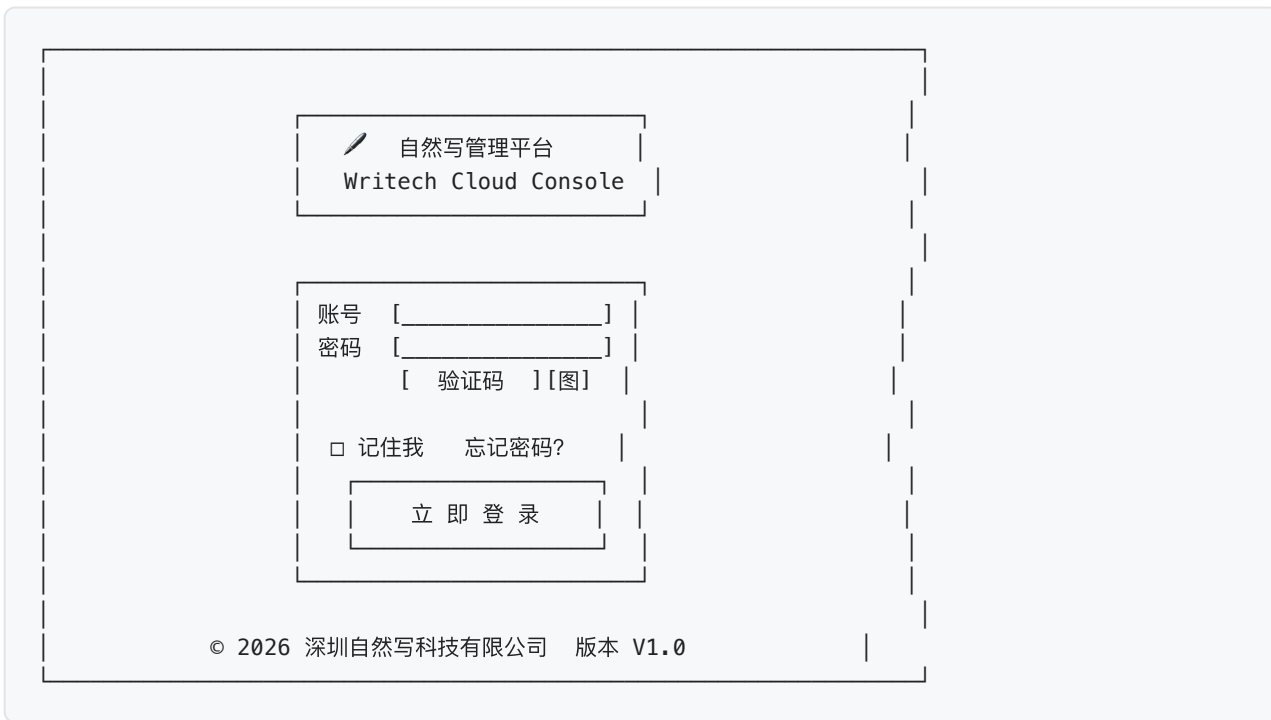 自然写管理平台
Writech Cloud Console
账号 [_______________]
密码 [_______________]
[ 验证码 ][图]
□ 记住我 忘记密码?
立 即 登 录
© 2026 深圳自然写科技有限公司 版本 V1.0